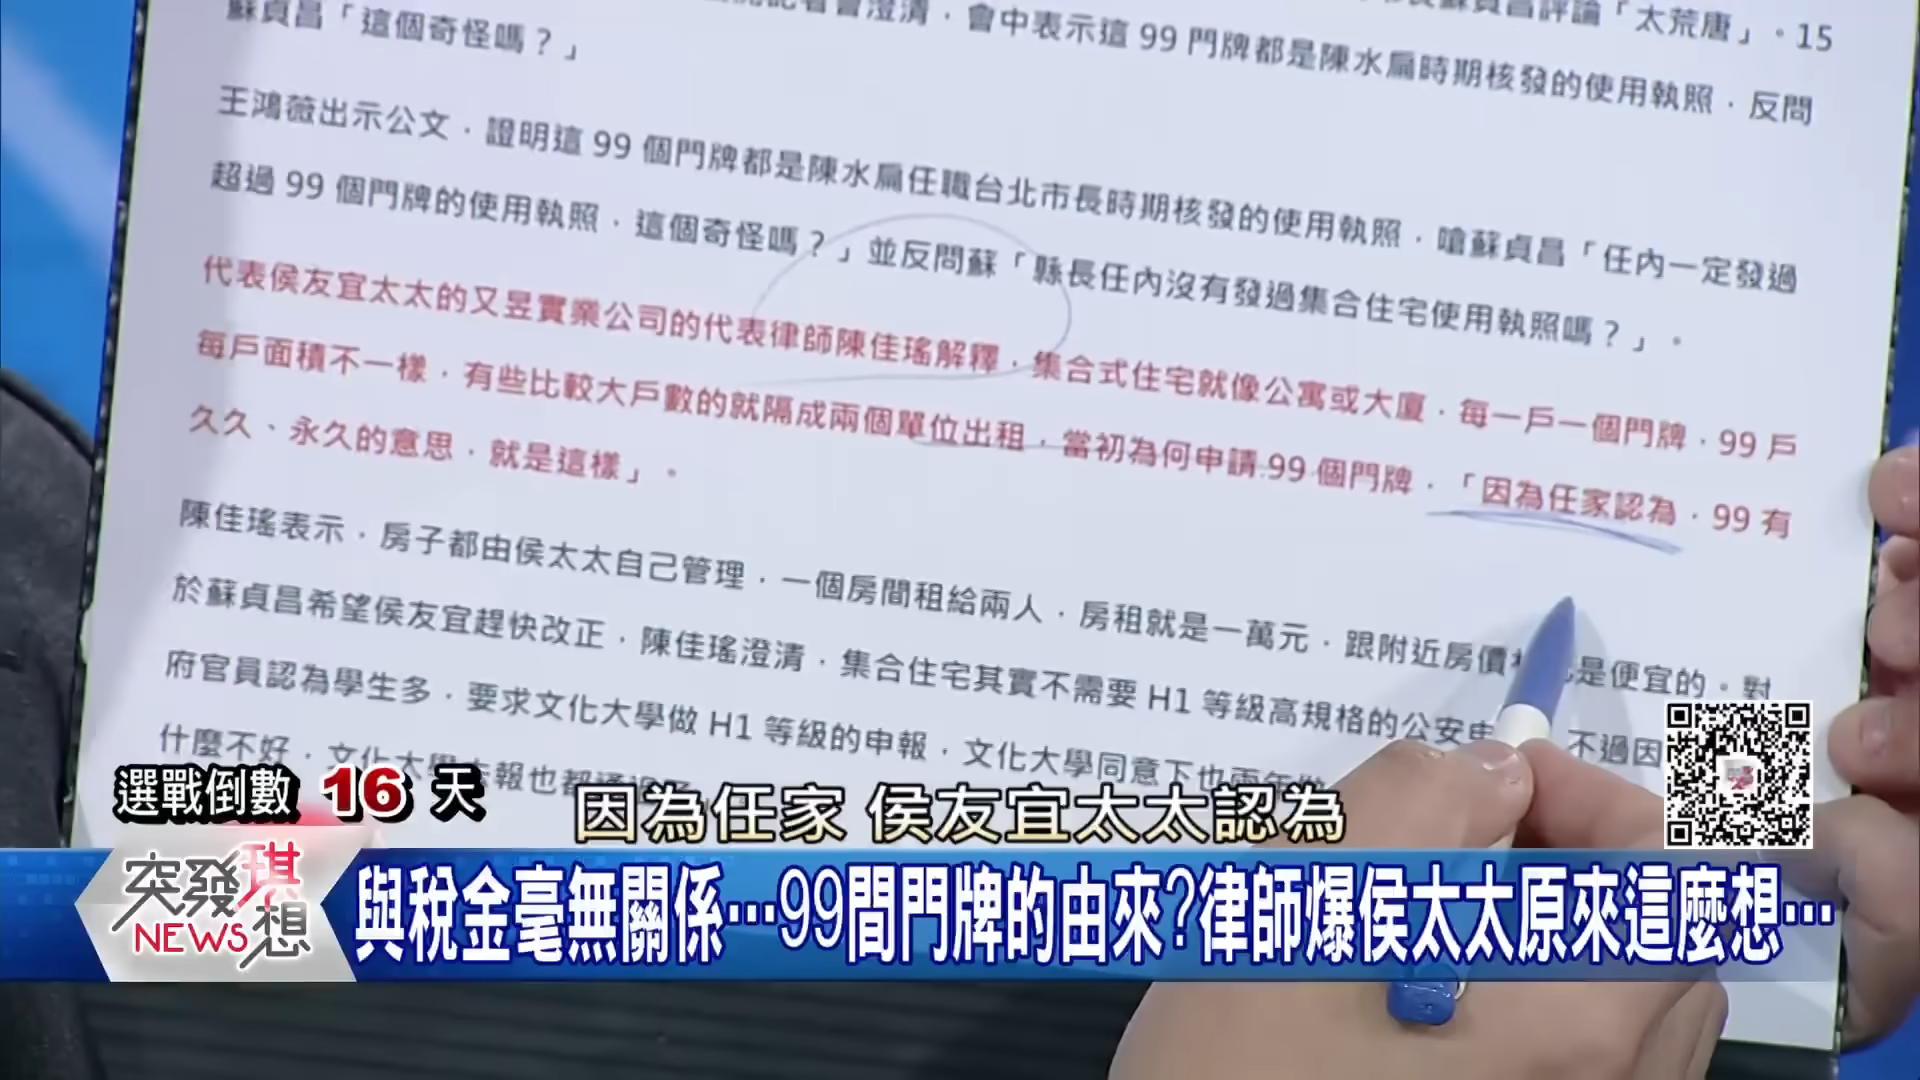 蘇貞昌評論「太荒唐」。15
記者會澄清，會中表示這 99 門牌都是陳水扁時期核發的使用執照，反問
蘇貞昌「這個奇怪嗎？」
王鴻薇出示公文，證明這 99 個門牌都是陳水扁任職台北市長時期核發的使用執照，嗆蘇貞昌「任內一定發過
超過 99 個門牌的使用執照，這個奇怪嗎？」並反問蘇「縣長任內沒有發過集合住宅使用執照嗎？」。
代表侯友宜太太的又昱實業公司的代表律師陳佳瑤解釋，集合式住宅就像公寓或大廈，每一戶一個門牌，99 戶
每戶面積不一樣，有些比較大戶數的就隔成兩個單位出租，當初為何申請 99 個門牌，「因為任家認為，99 有
久久、永久的意思，就是這樣」。
陳佳瑤表示，房子都由侯太太自己管理，一個房間租給兩人，房租就是一萬元，跟附近房價 是便宜的。對
於蘇貞昌希望侯友宜趕快改正，陳佳瑤澄清，集合住宅其實不需要 H1 等級高規格的公安申 不過因
府官員認為學生多，要求文化大學做 H1 等級的申報，文化大學同意下也兩年做
什麼不好，文化大學 報也都通過了
選戰倒數 16 天
因為任家 侯友宜太太認為
突發琪想 NEWS
與稅金毫無關係…99間門牌的由來?律師爆侯太太原來這麼想…